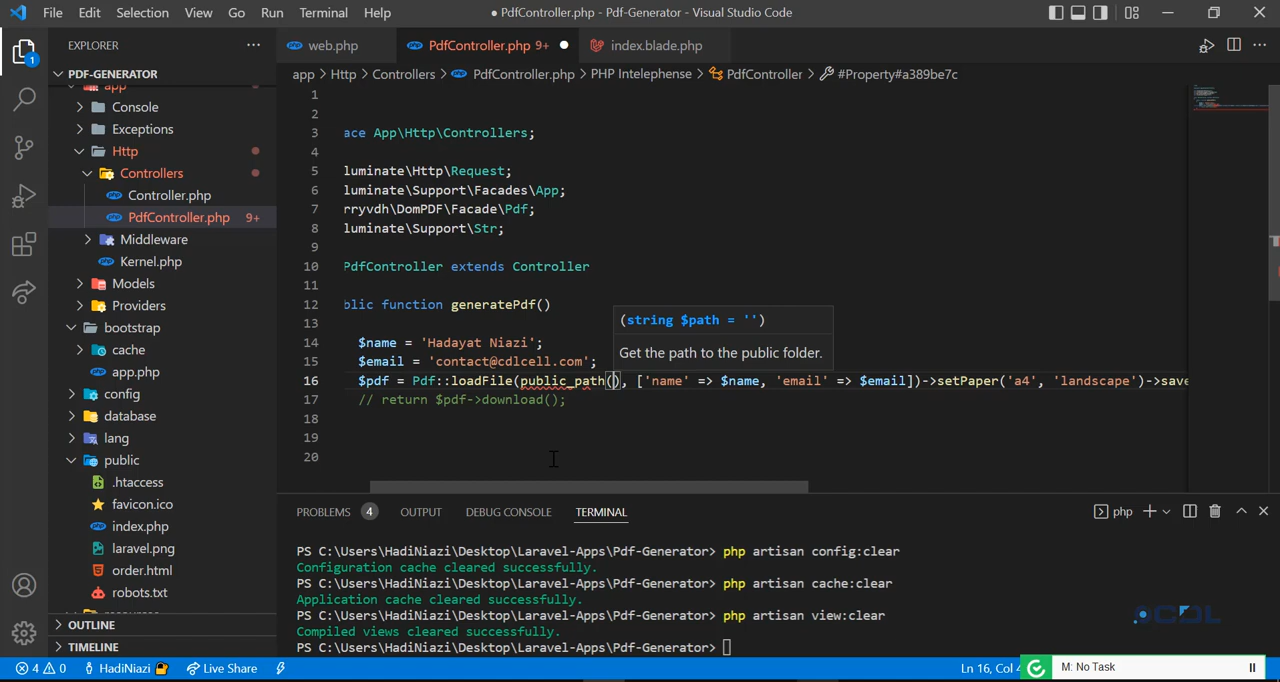 File Edit Selection View Go Run Terminal Help
● PdfController.php - Pdf-Generator - Visual Studio Code
EXPLORER
web.php
PdfController.php 9+
index.blade.php
app > Http > Controllers > PdfController.php > PHP Intelephense > PdfController > #Property#a389be7c
1
PDF-GENERATOR
app
Console
Exceptions
Http
Controllers
Controller.php
PdfController.php 9+
Middleware
Kernel.php
Models
Providers
bootstrap
cache
app.php
config
database
lang
public
.htaccess
favicon.ico
index.php
laravel.png
order.html
robots.txt
OUTLINE
TIMELINE
1
2
3 ace App\Http\Controllers;
4
5 luminate\Http\Request;
6 luminate\Support\Facades\App;
7 rryvdh\DomPDF\Facade\Pdf;
8 luminate\Support\Str;
9
10 PdfController extends Controller
11
12 blic function generatePdf()
13
14 $name = 'Hadayat Niazi';
15 $email = 'contact@cdlcell.com';
16 $pdf = Pdf::loadFile(public_path(), ['name' => $name, 'email' => $email])->setPaper('a4', 'landscape')->save
17 // return $pdf->download();
18
19
20
(string $path = '')
Get the path to the public folder.
PROBLEMS 4 OUTPUT DEBUG CONSOLE TERMINAL
php
PS C:\Users\HadiNiazi\Desktop\Laravel-Apps\Pdf-Generator> php artisan config:clear
Configuration cache cleared successfully.
PS C:\Users\HadiNiazi\Desktop\Laravel-Apps\Pdf-Generator> php artisan cache:clear
Application cache cleared successfully.
PS C:\Users\HadiNiazi\Desktop\Laravel-Apps\Pdf-Generator> php artisan view:clear
Compiled views cleared successfully.
PS C:\Users\HadiNiazi\Desktop\Laravel-Apps\Pdf-Generator>
CDL
4 0 HadiNiazi Live Share
Ln 16, Col
M: No Task